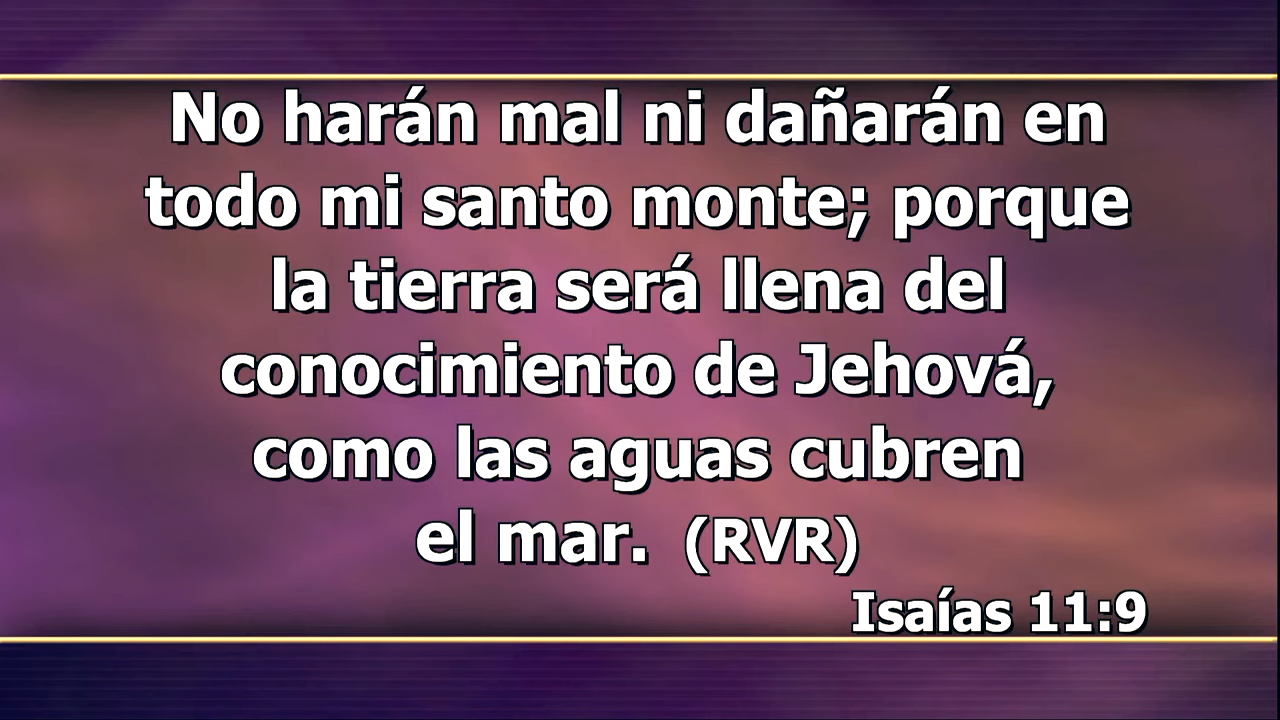 No harán mal ni dañarán en
todo mi santo monte; porque
la tierra será llena del
conocimiento de Jehová,
como las aguas cubren
el mar. (RVR)
Isaías 11:9